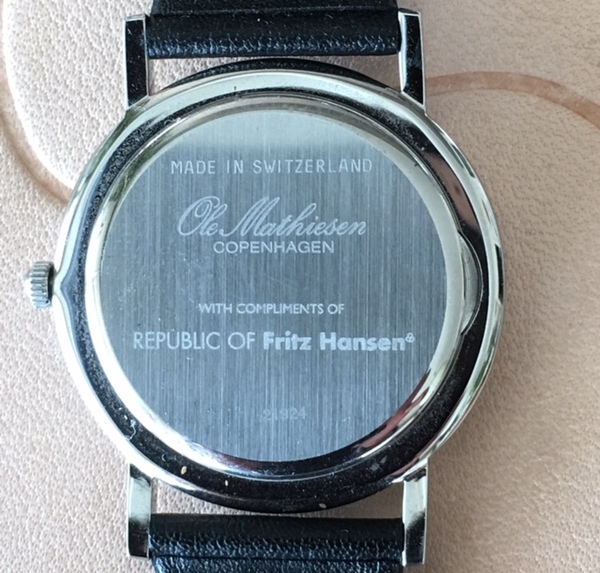 MADE IN SWITZERLAND
Ole Mathiesen
COPENHAGEN
WITH COMPLIMENTS OF
REPUBLIC OF Fritz Hansen®